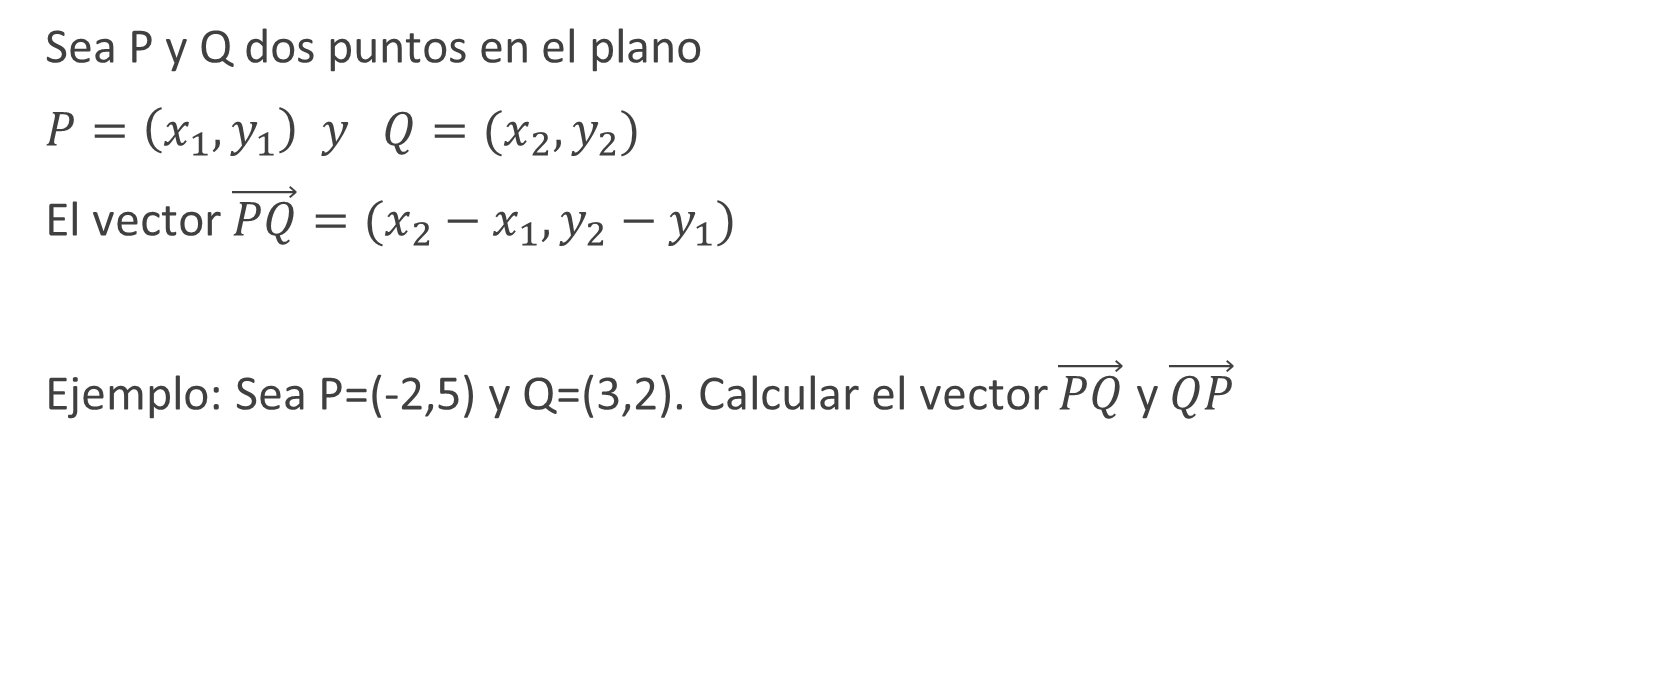 Sea P y Q dos puntos en el plano
𝑃 = (𝑥₁, 𝑦₁) 𝑦 𝑄 = (𝑥₂, 𝑦₂)
El vector 𝑃𝑄⃗ = (𝑥₂ − 𝑥₁, 𝑦₂ − 𝑦₁)
Ejemplo: Sea P=(-2,5) y Q=(3,2). Calcular el vector 𝑃𝑄⃗ y 𝑄𝑃⃗